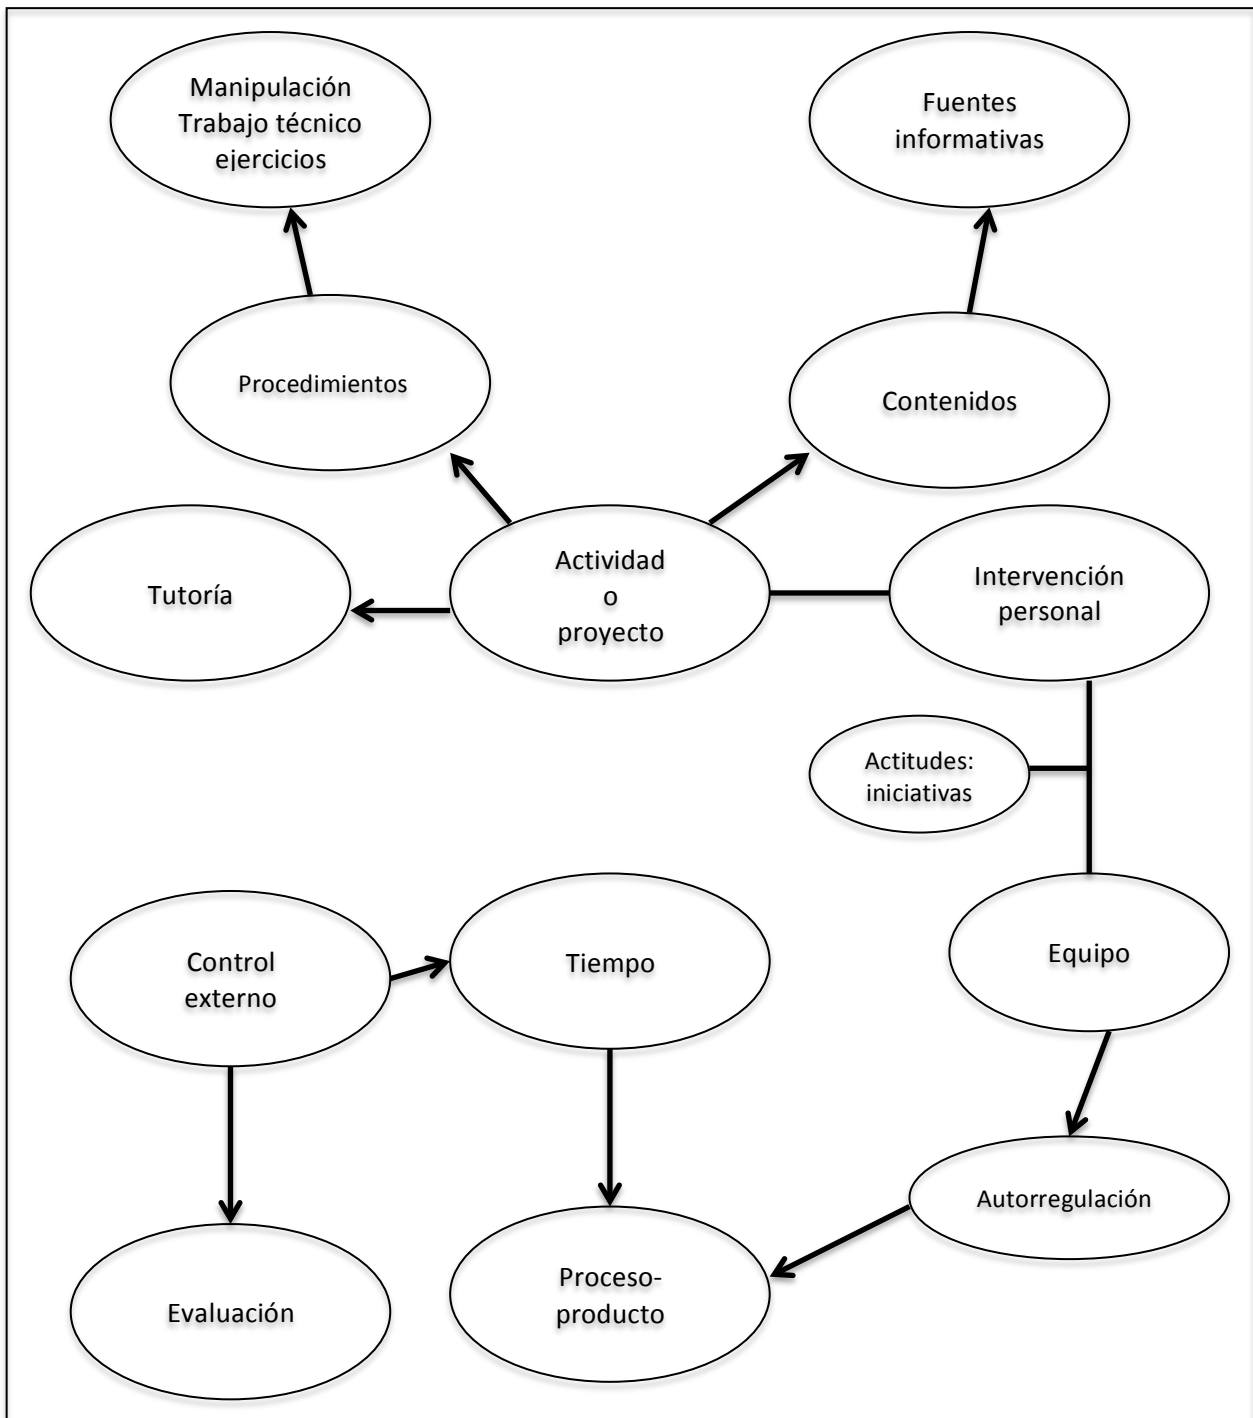 Manipulación
Trabajo técnico
ejercicios
Fuentes
informativas
Procedimientos
Contenidos
Tutoría
Actividad
o
proyecto
Intervención
personal
Actitudes:
iniciativas
Control
externo
Tiempo
Equipo
Autorregulación
Evaluación
Proceso-
producto